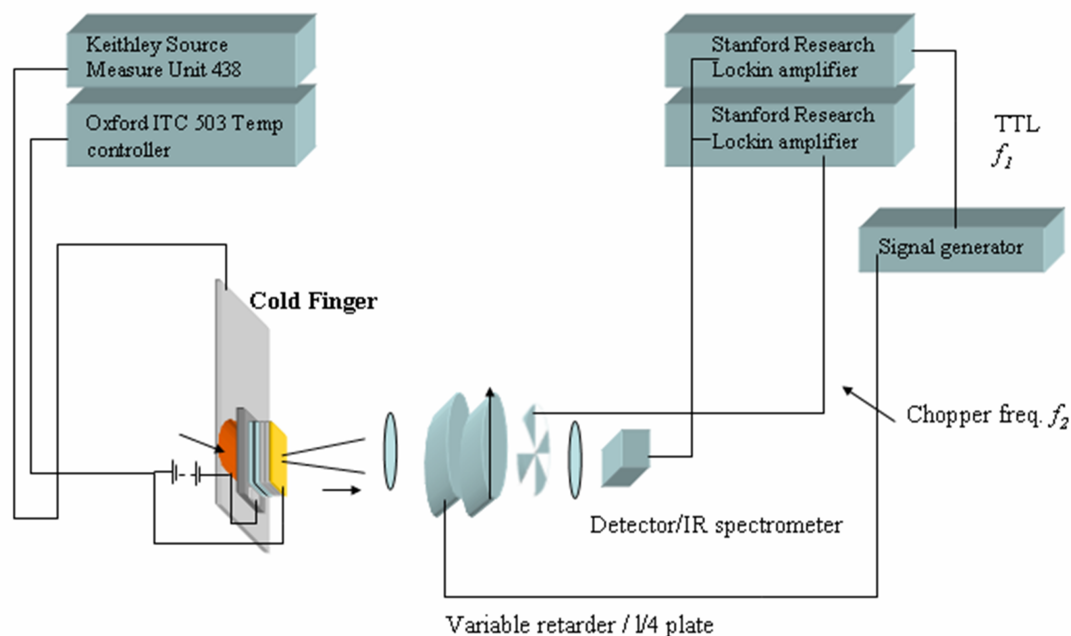 Keithley Source
Measure Unit 438
Oxford ITC 503 Temp
controller
Stanford Research
Lockin amplifier
Stanford Research
Lockin amplifier
TTL
f1
Signal generator
Cold Finger
Chopper freq. f2
Detector/IR spectrometer
Variable retarder / l/4 plate